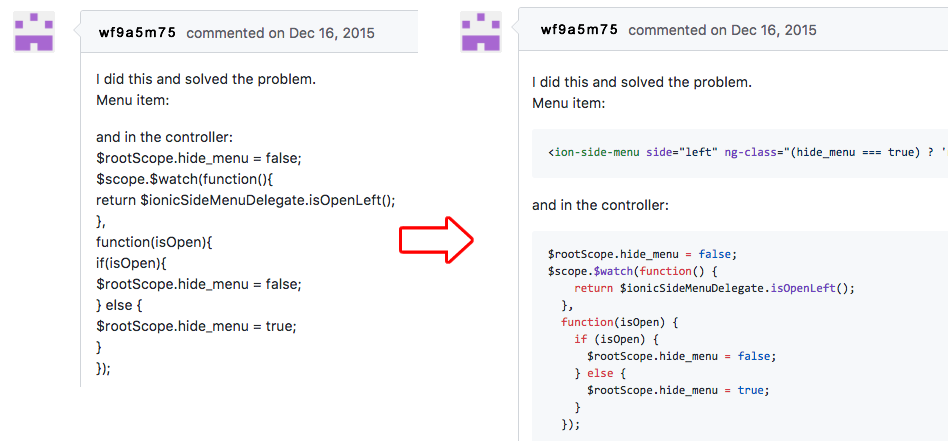 wf9a5m75 commented on Dec 16, 2015
I did this and solved the problem.
Menu item:
and in the controller:
$rootScope.hide_menu = false;
$scope.$watch(function(){
return $ionicSideMenuDelegate.isOpenLeft();
},
function(isOpen){
if(isOpen){
$rootScope.hide_menu = false;
} else {
$rootScope.hide_menu = true;
}
});
wf9a5m75 commented on Dec 16, 2015
I did this and solved the problem.
Menu item:
<ion-side-menu side="left" ng-class="(hide_menu === true) ? '
and in the controller:
$rootScope.hide_menu = false;
$scope.$watch(function() {
return $ionicSideMenuDelegate.isOpenLeft();
},
function(isOpen) {
if (isOpen) {
$rootScope.hide_menu = false;
} else {
$rootScope.hide_menu = true;
}
});